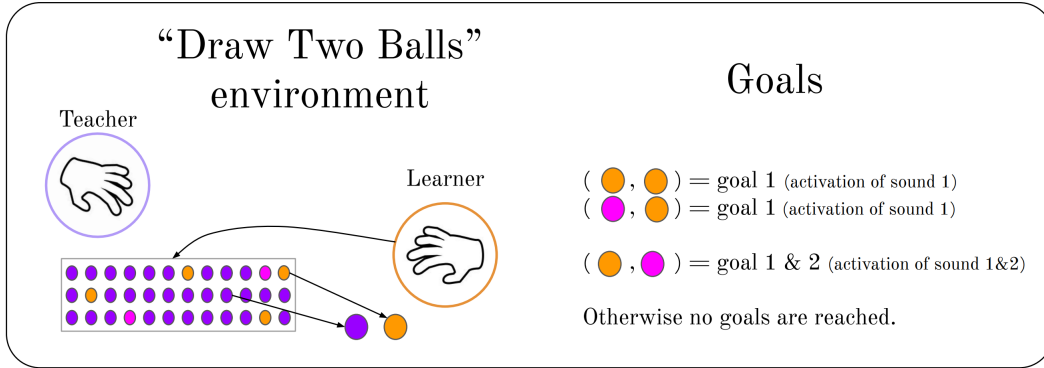 “Draw Two Balls”
environment
Teacher
Learner
Goals
( , ) = goal 1 (activation of sound 1)
( , ) = goal 1 (activation of sound 1)
( , ) = goal 1 & 2 (activation of sound 1&2)
Otherwise no goals are reached.